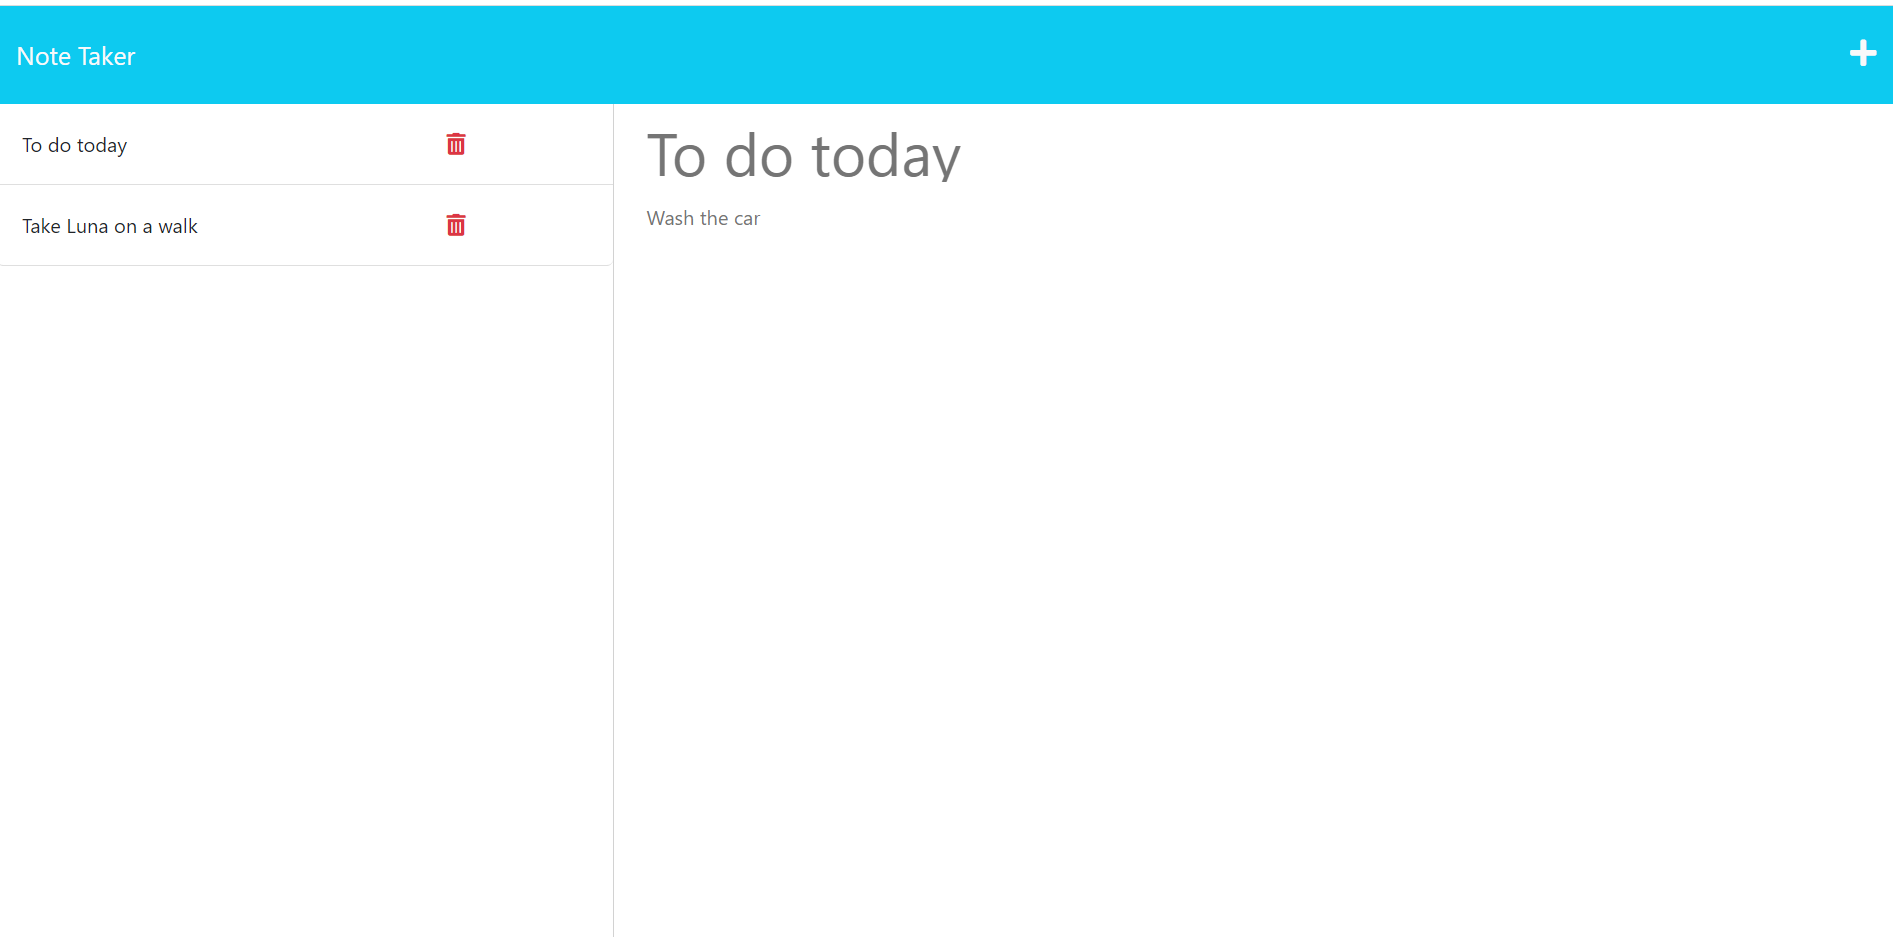 Note Taker
To do today
Take Luna on a walk
To do today
Wash the car